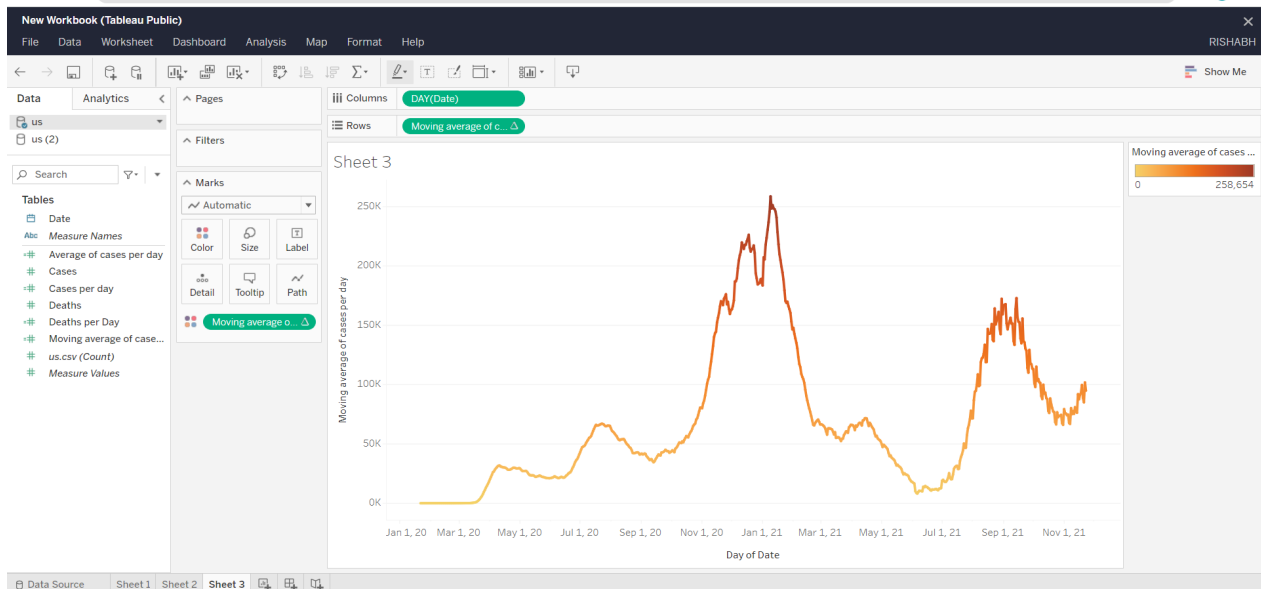 New Workbook (Tableau Public)
File Data Worksheet Dashboard Analysis Map Format Help RISHABH
Show Me
Data Analytics
us
us (2)
Search
Tables
Date
Abc Measure Names
Average of cases per day
Cases
Cases per day
Deaths
Deaths per Day
Moving average of case...
us.csv (Count)
Measure Values
Pages
Filters
Marks
Automatic
Color Size Label
Detail Tooltip Path
Moving average o...
Columns DAY(Date)
Rows Moving average of c...
Sheet 3
Moving average of cases per day
250K
200K
150K
100K
50K
0K
Jan 1, 20 Mar 1, 20 May 1, 20 Jul 1, 20 Sep 1, 20 Nov 1, 20 Jan 1, 21 Mar 1, 21 May 1, 21 Jul 1, 21 Sep 1, 21 Nov 1, 21
Day of Date
Moving average of cases ...
0 258,654
Data Source Sheet 1 Sheet 2 Sheet 3